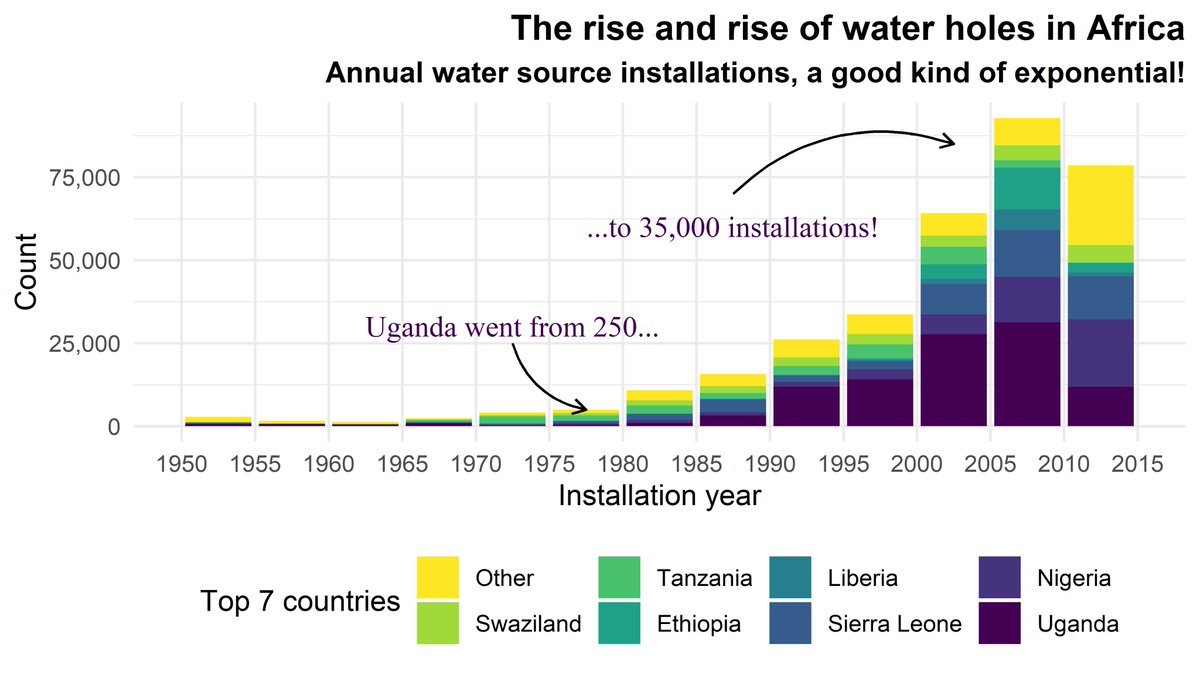 The rise and rise of water holes in Africa
Annual water source installations, a good kind of exponential!
75,000
50,000
25,000
0
Count
...to 35,000 installations!
Uganda went from 250...
1950 1955 1960 1965 1970 1975 1980 1985 1990 1995 2000 2005 2010 2015
Installation year
Top 7 countries
Other Tanzania Liberia Nigeria
Swaziland Ethiopia Sierra Leone Uganda